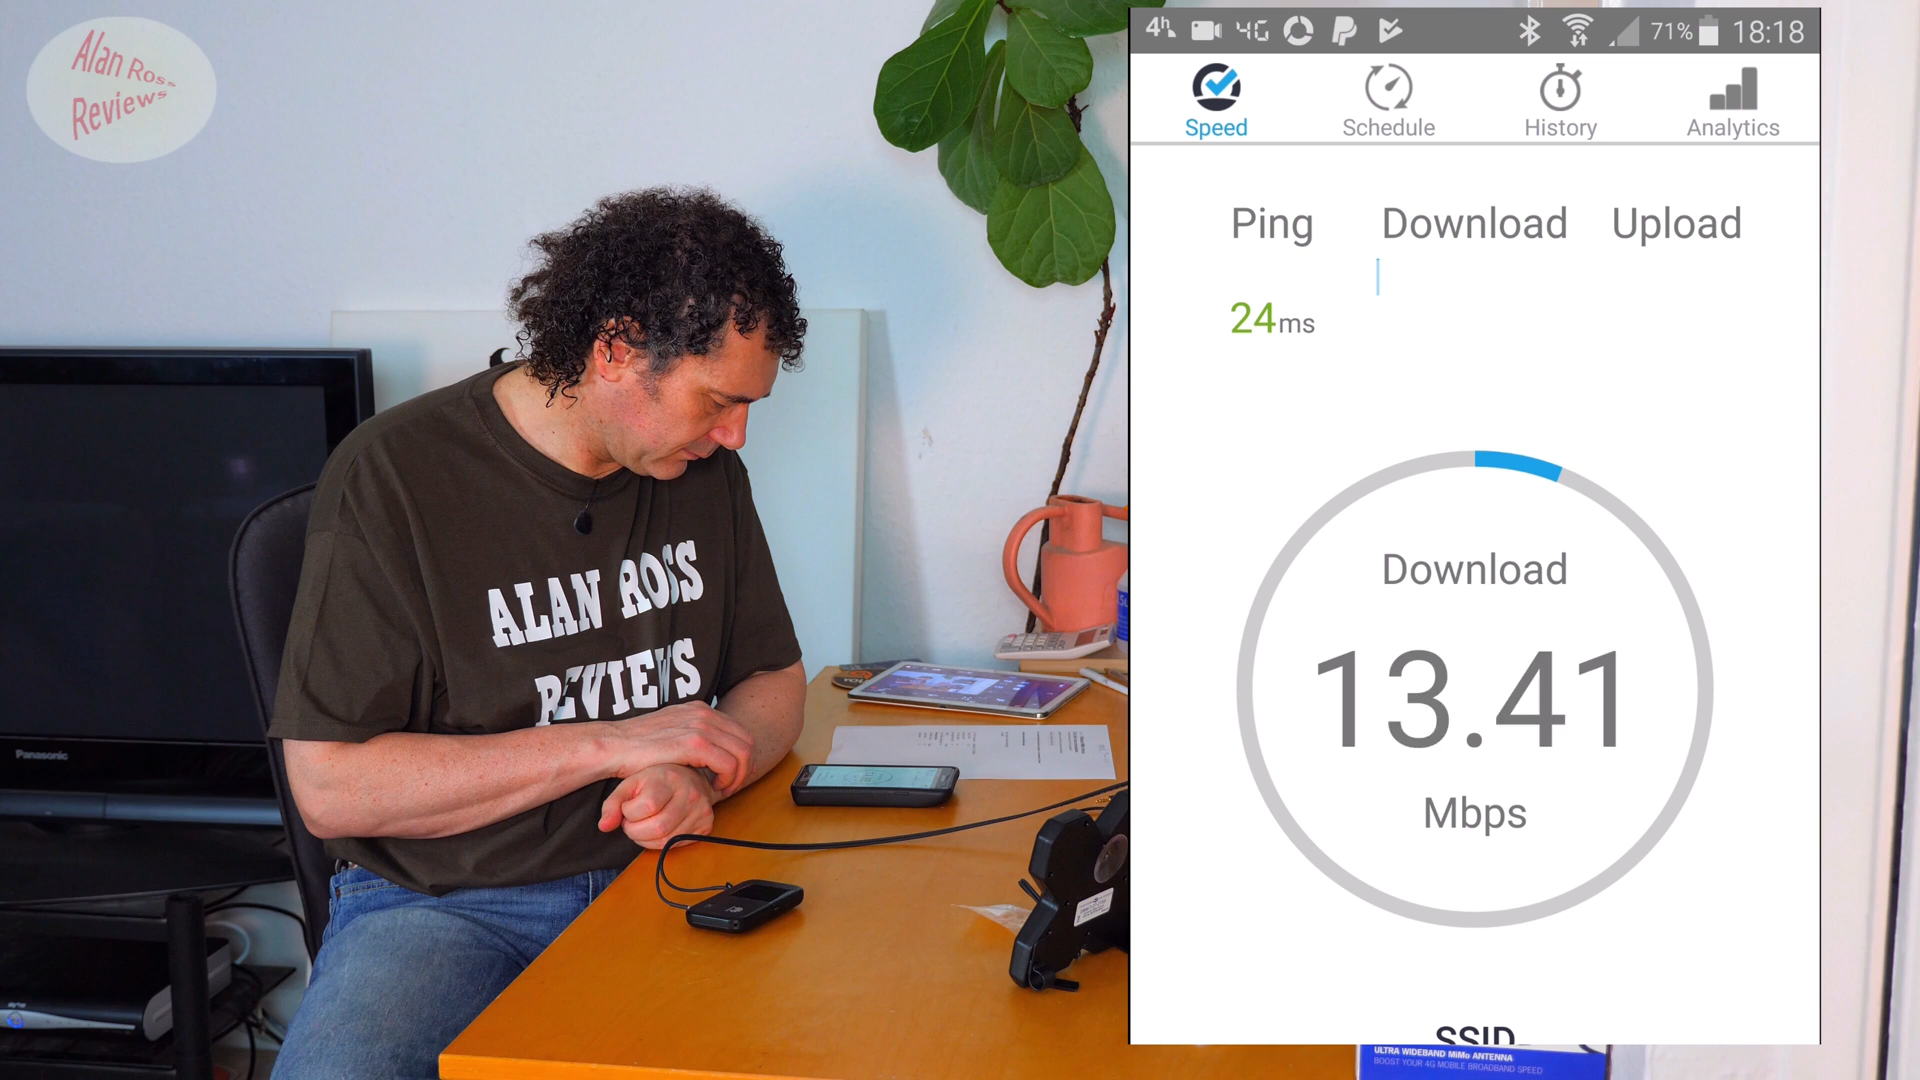 Alan Ross
Reviews
4h 4G 71% 18:18
Speed Schedule History Analytics
Ping Download Upload
24ms
Download
13.41
Mbps
SSID
ALAN ROSS
REVIEWS
Panasonic
ULTRA WIDEBAND MiMo ANTENNA
BOOST YOUR 4G MOBILE BROADBAND SPEED